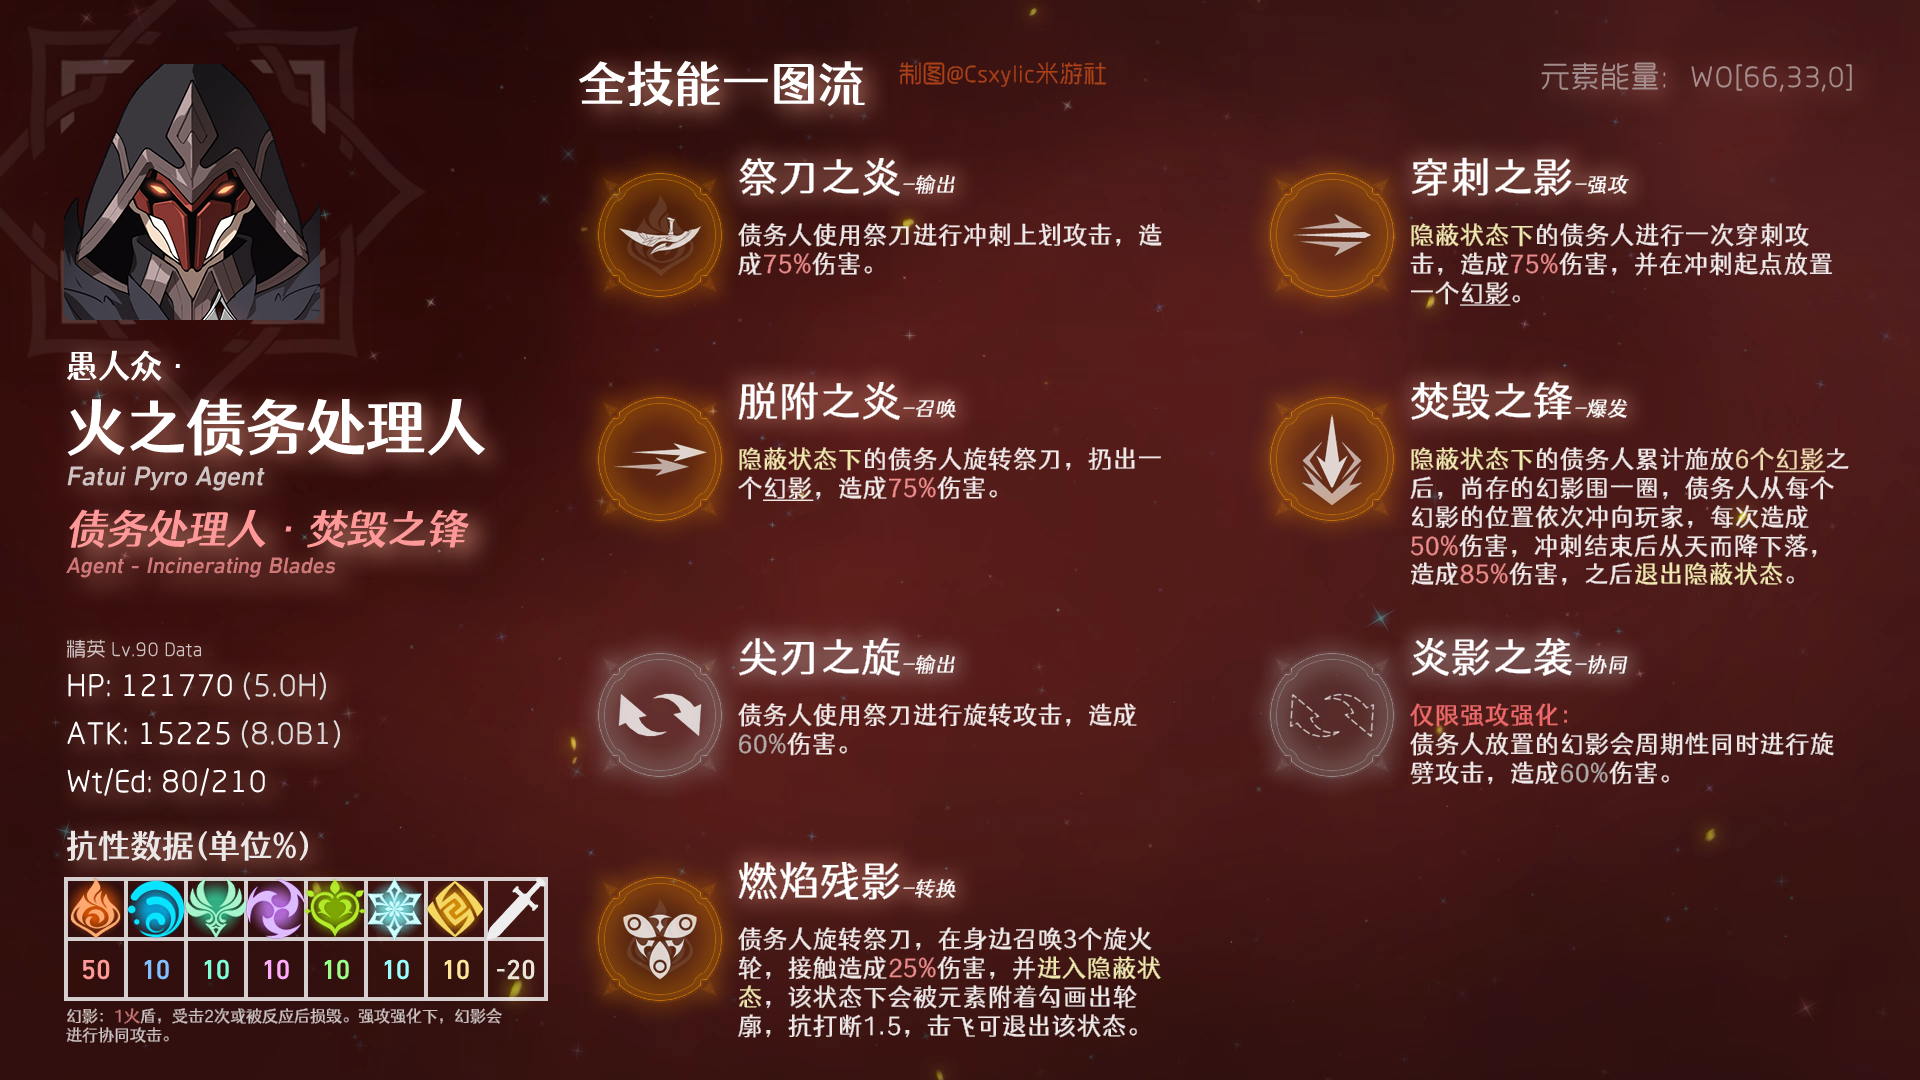 全技能一图流
制图@Csxylic米游社
元素能量： W0[66,33,0]
愚人众 ·
火之债务处理人
Fatui Pyro Agent
债务处理人 · 焚毁之锋
Agent - Incinerating Blades
精英 Lv.90 Data
HP: 121770 (5.0H)
ATK: 15225 (8.0B1)
Wt/Ed: 80/210
抗性数据(单位%)
50 10 10 10 10 10 10 -20
幻影：1火盾，受击2次或被反应后损毁。强攻强化下，幻影会
进行协同攻击。
祭刀之炎-输出
债务人使用祭刀进行冲刺上划攻击，造
成75%伤害。
穿刺之影-强攻
隐蔽状态下的债务人进行一次穿刺攻
击，造成75%伤害，并在冲刺起点放置
一个幻影。
脱附之炎-召唤
隐蔽状态下的债务人旋转祭刀，扔出一
个幻影，造成75%伤害。
焚毁之锋-爆发
隐蔽状态下的债务人累计施放6个幻影之
后，尚存的幻影围一圈，债务人从每个
幻影的位置依次冲向玩家，每次造成
50%伤害，冲刺结束后从天而降下落，
造成85%伤害，之后退出隐蔽状态。
尖刃之旋-输出
债务人使用祭刀进行旋转攻击，造成
60%伤害。
炎影之袭-协同
仅限强攻强化：
债务人放置的幻影会周期性同时进行旋
劈攻击，造成60%伤害。
燃焰残影-转换
债务人旋转祭刀，在身边召唤3个旋火
轮，接触造成25%伤害，并进入隐蔽状
态，该状态下会被元素附着勾画出轮
廓，抗打断1.5，击飞可退出该状态。